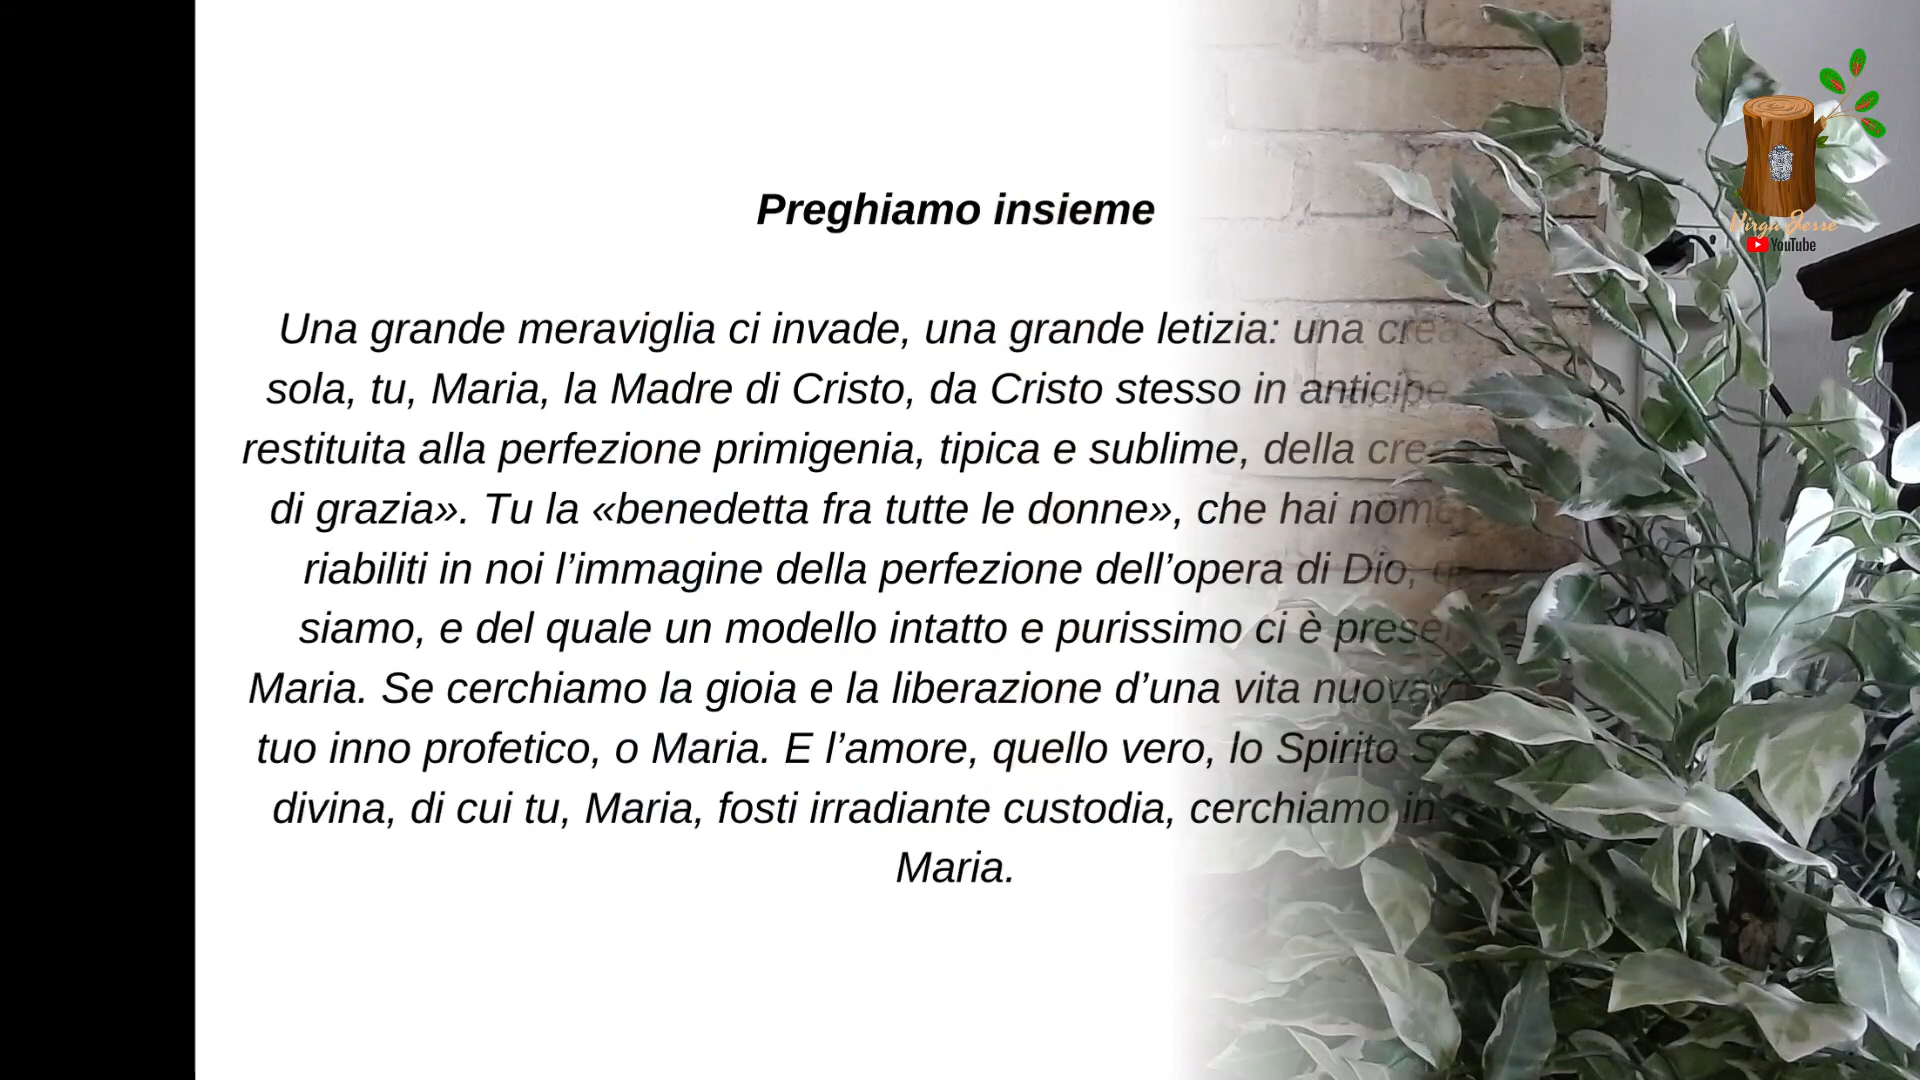 Preghiamo insieme
Una grande meraviglia ci invade, una grande letizia: una
sola, tu, Maria, la Madre di Cristo, da Cristo stesso in
restituita alla perfezione primigenia, tipica e sublime, della
di grazia». Tu la «benedetta fra tutte le donne», che hai
riabiliti in noi l’immagine della perfezione dell’opera di Dio,
siamo, e del quale un modello intatto e purissimo ci è
Maria. Se cerchiamo la gioia e la liberazione d’una vita nuova
tuo inno profetico, o Maria. E l’amore, quello vero, lo Spirito
divina, di cui tu, Maria, fosti irradiante custodia, cerchiamo in
Maria.
Virga Jesse
YouTube